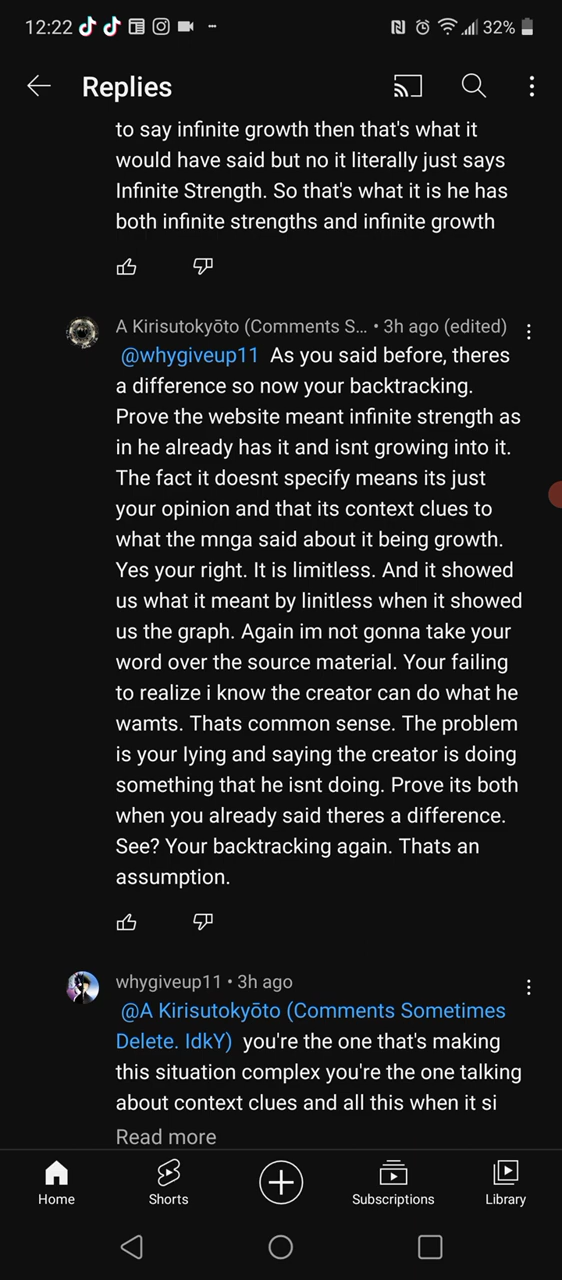 12:22
32%
Replies
to say infinite growth then that's what it
would have said but no it literally just says
Infinite Strength. So that's what it is he has
both infinite strengths and infinite growth
A Kirisutokyōto (Comments S... • 3h ago (edited)
@whygiveup11 As you said before, theres
a difference so now your backtracking.
Prove the website meant infinite strength as
in he already has it and isnt growing into it.
The fact it doesnt specify means its just
your opinion and that its context clues to
what the mnga said about it being growth.
Yes your right. It is limitless. And it showed
us what it meant by linitless when it showed
us the graph. Again im not gonna take your
word over the source material. Your failing
to realize i know the creator can do what he
wamts. Thats common sense. The problem
is your lying and saying the creator is doing
something that he isnt doing. Prove its both
when you already said theres a difference.
See? Your backtracking again. Thats an
assumption.
whygiveup11 • 3h ago
@A Kirisutokyōto (Comments Sometimes
Delete. IdkY) you're the one that's making
this situation complex you're the one talking
about context clues and all this when it si
Read more
Home
Shorts
Subscriptions
Library